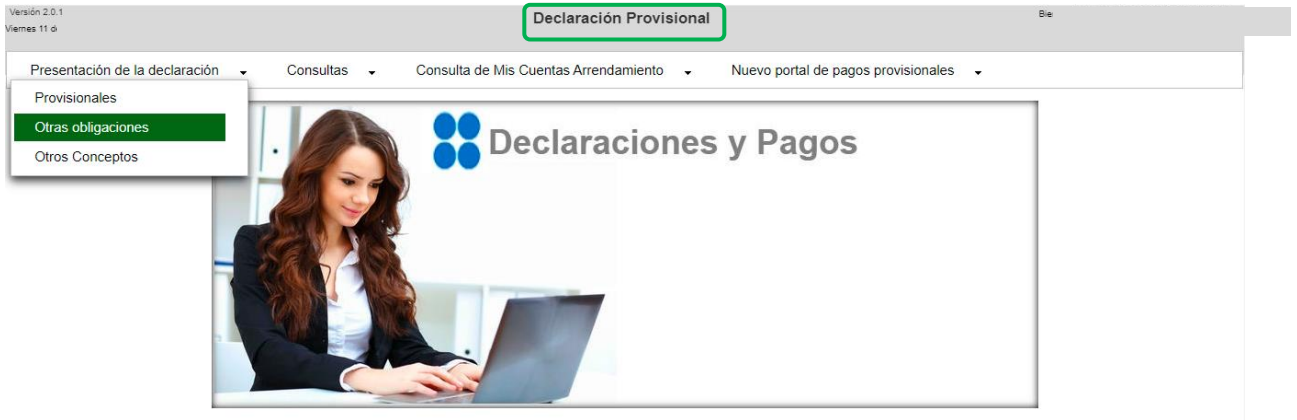 Versión 2.0.1
Declaración Provisional
Bie
Viernes 11 d
Presentación de la declaración Consultas Consulta de Mis Cuentas Arrendamiento Nuevo portal de pagos provisionales
Provisionales
Otras obligaciones
Otros Conceptos
Declaraciones y Pagos